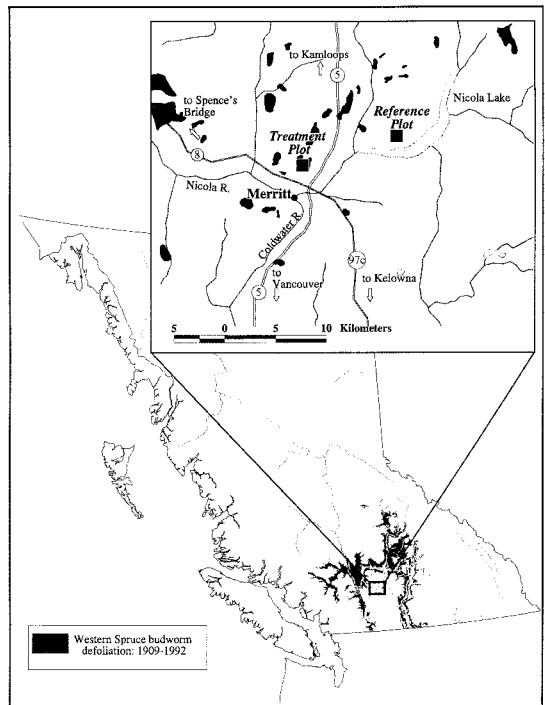 to Kamloops
5
Nicola Lake
to Spence's
Bridge
Reference
Plot
Treatment
Plot
8
Nicola R.
Merritt
Coldwater R.
97c
to
Vancouver
to Kelowna
5
5 0 5 10 Kilometers
Western Spruce budworm
defoliation: 1909-1992